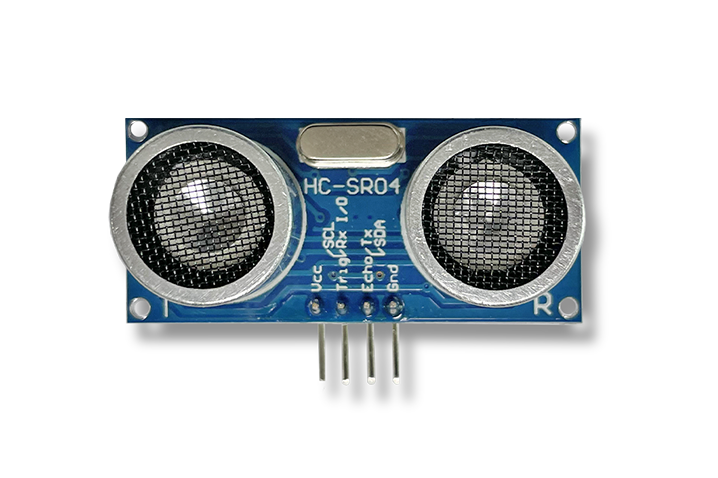 HC-SR04
Vcc
Trig/Rx
/SCL
I/O
Echo/Tx
/SDA
Gnd
T
R